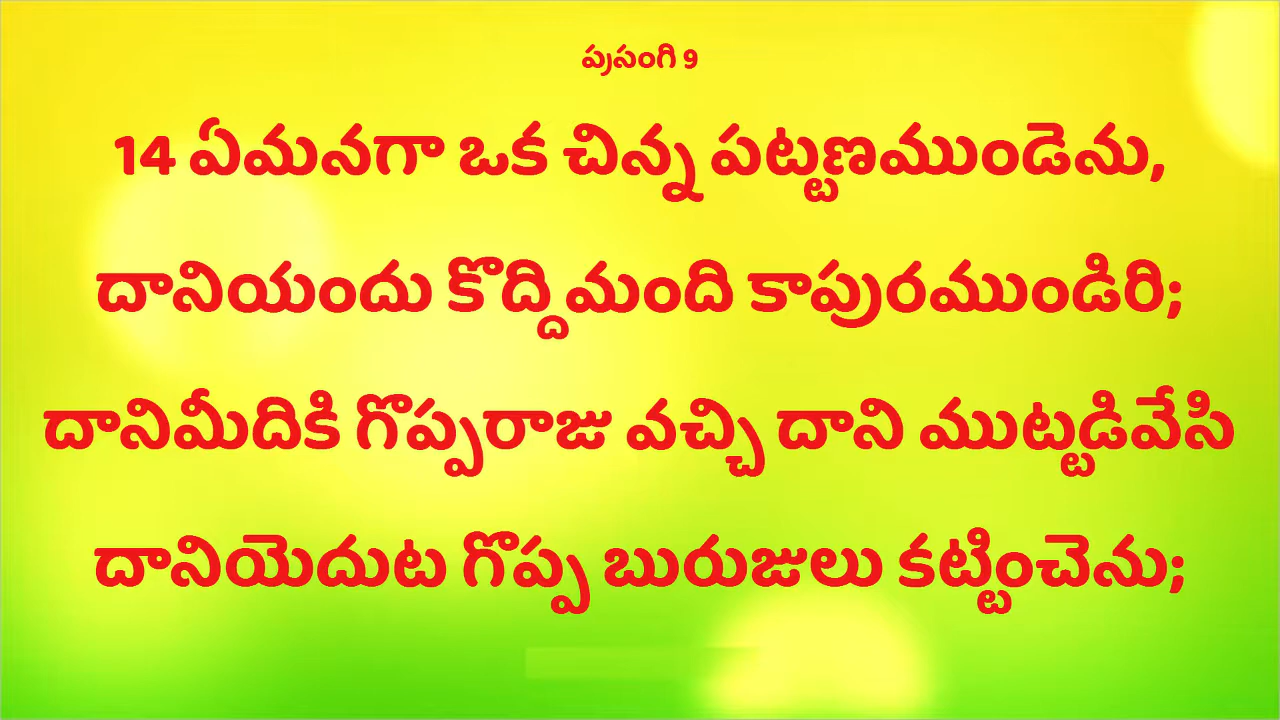 ప్రసంగి 9
14 ఏమనగా ఒక చిన్న పట్టణముండెను,
దానియందు కొద్దిమంది కాపురముండిరి;
దానిమీదికి గొప్పరాజు వచ్చి దాని ముట్టడివేసి
దానియెదుట గొప్ప బురుజులు కట్టించెను;